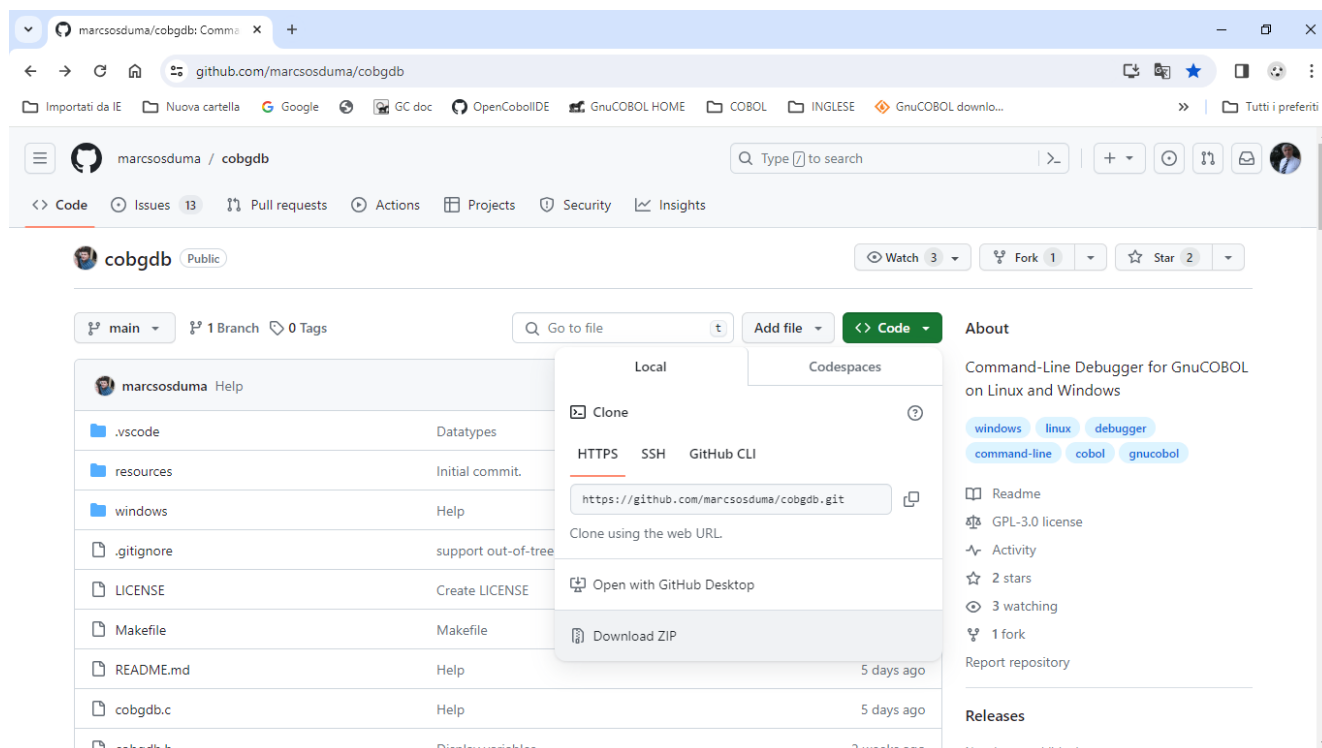 marcsosduma/cobgdb: Comma
github.com/marcsosduma/cobgdb
Importati da IE Nuova cartella Google GC doc OpenCobolIDE GnuCOBOL HOME COBOL INGLESE GnuCOBOL downlo... » Tutti i preferiti
marcsosduma / cobgdb Type / to search
Code Issues 13 Pull requests Actions Projects Security Insights
cobgdb Public Watch 3 Fork 1 Star 2
main 1 Branch 0 Tags Go to file t Add file Code About
Local Codespaces
Command-Line Debugger for GnuCOBOL
on Linux and Windows
marcsosduma Help
Clone
windows linux debugger
command-line cobol gnucobol
.vscode Datatypes
HTTPS SSH GitHub CLI
resources Initial commit.
https://github.com/marcsosduma/cobgdb.git
Readme
windows Help
Clone using the web URL.
GPL-3.0 license
.gitignore support out-of-tree
Activity
Open with GitHub Desktop
2 stars
LICENSE Create LICENSE
3 watching
Makefile Makefile
Download ZIP
1 fork
README.md Help 5 days ago
Report repository
cobgdb.c Help 5 days ago
Releases